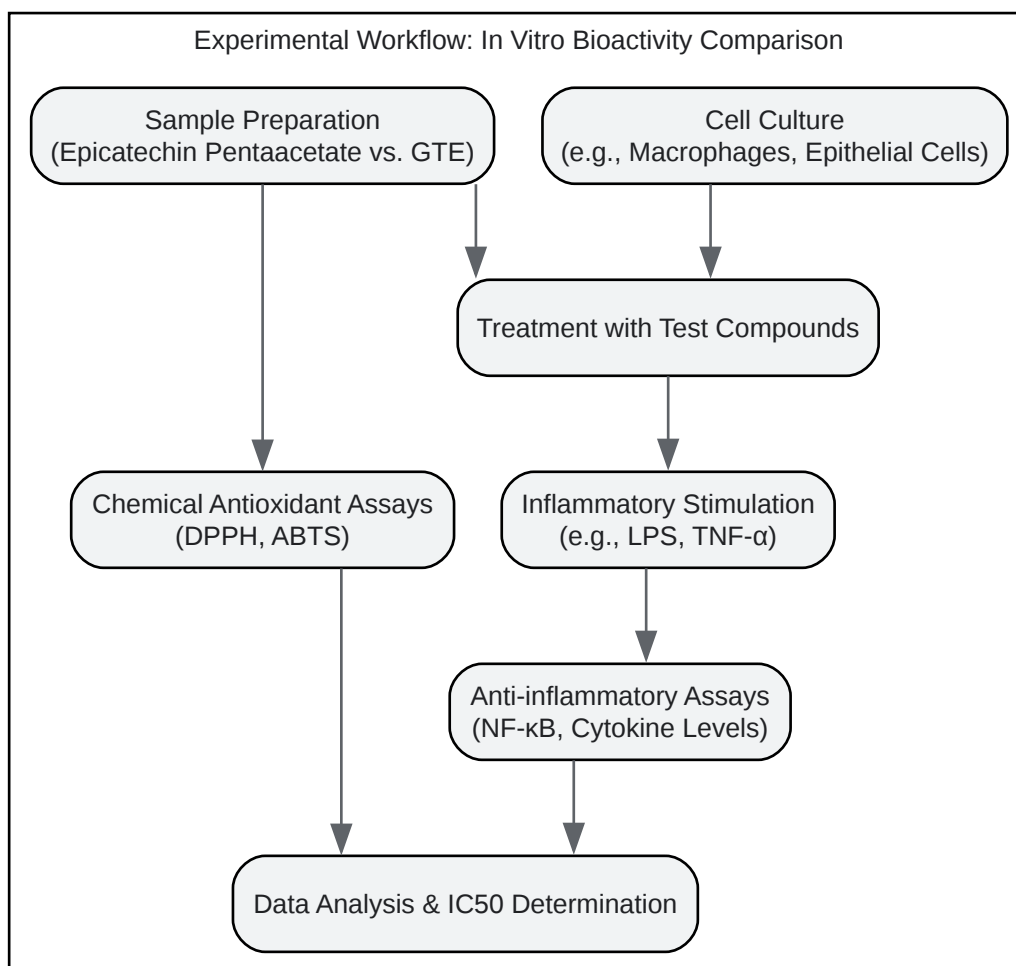 Experimental Workflow: In Vitro Bioactivity Comparison
Sample Preparation
(Epicatechin Pentaacetate vs. GTE)
Cell Culture
(e.g., Macrophages, Epithelial Cells)
Treatment with Test Compounds
Chemical Antioxidant Assays
(DPPH, ABTS)
Inflammatory Stimulation
(e.g., LPS, TNF-α)
Anti-inflammatory Assays
(NF-κB, Cytokine Levels)
Data Analysis & IC50 Determination